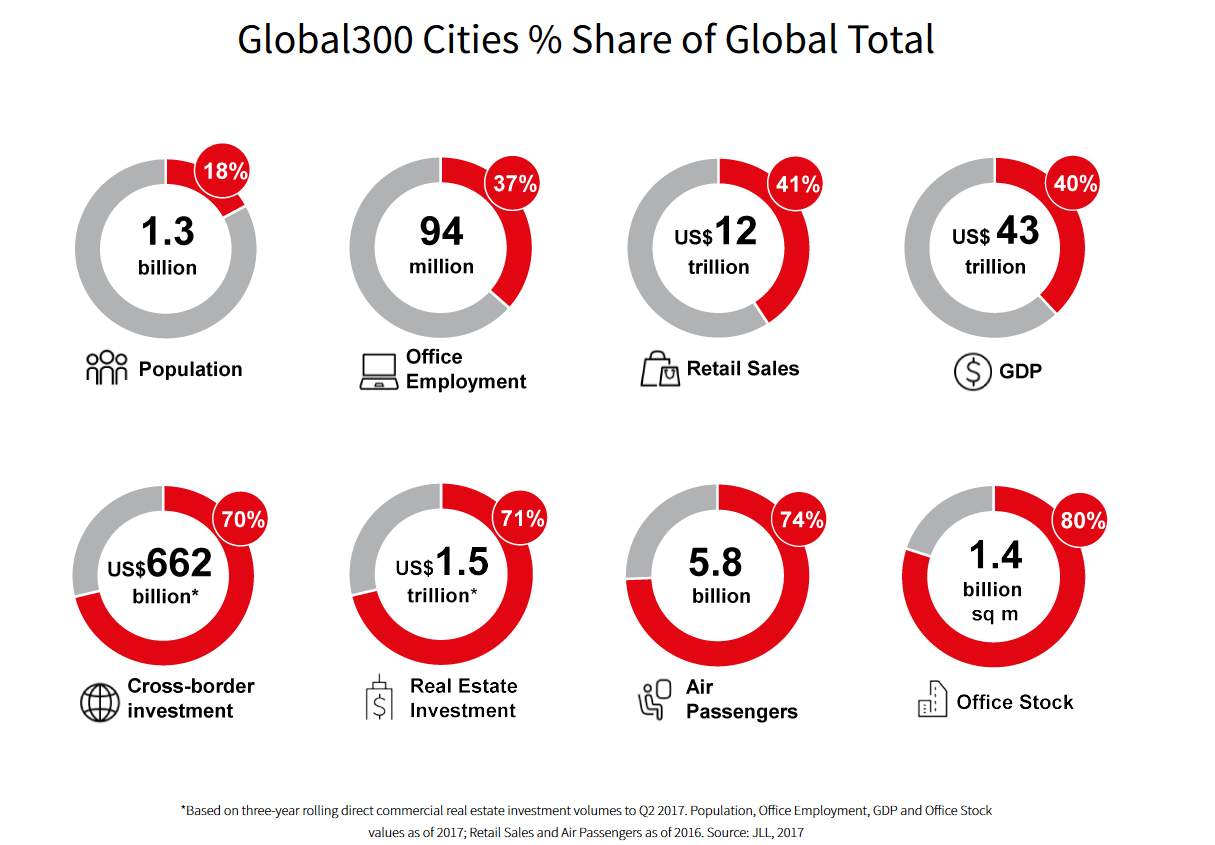 Global300 Cities % Share of Global Total
18%
1.3
billion
Population
37%
94
million
Office
Employment
41%
US$12
trillion
Retail Sales
40%
US$ 43
trillion
GDP
70%
US$662
billion*
Cross-border
investment
71%
US$1.5
trillion*
Real Estate
Investment
74%
5.8
billion
Air
Passengers
80%
1.4
billion
sq m
Office Stock
*Based on three-year rolling direct commercial real estate investment volumes to Q2 2017. Population, Office Employment, GDP and Office Stock
values as of 2017; Retail Sales and Air Passengers as of 2016. Source: JLL, 2017